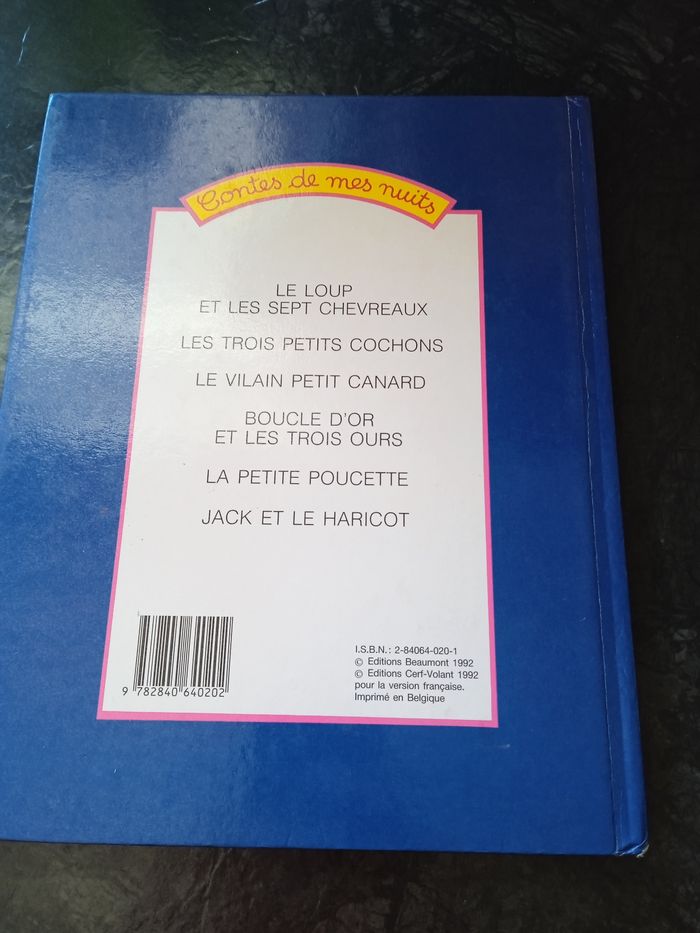 Contes de mes nuits
LE LOUP
ET LES SEPT CHEVREAUX
LES TROIS PETITS COCHONS
LE VILAIN PETIT CANARD
BOUCLE D'OR
ET LES TROIS OURS
LA PETITE POUCETTE
JACK ET LE HARICOT
9 782840 640202
I.S.B.N.: 2-84064-020-1
© Editions Beaumont 1992
© Editions Cerf-Volant 1992
pour la version française.
Imprimé en Belgique